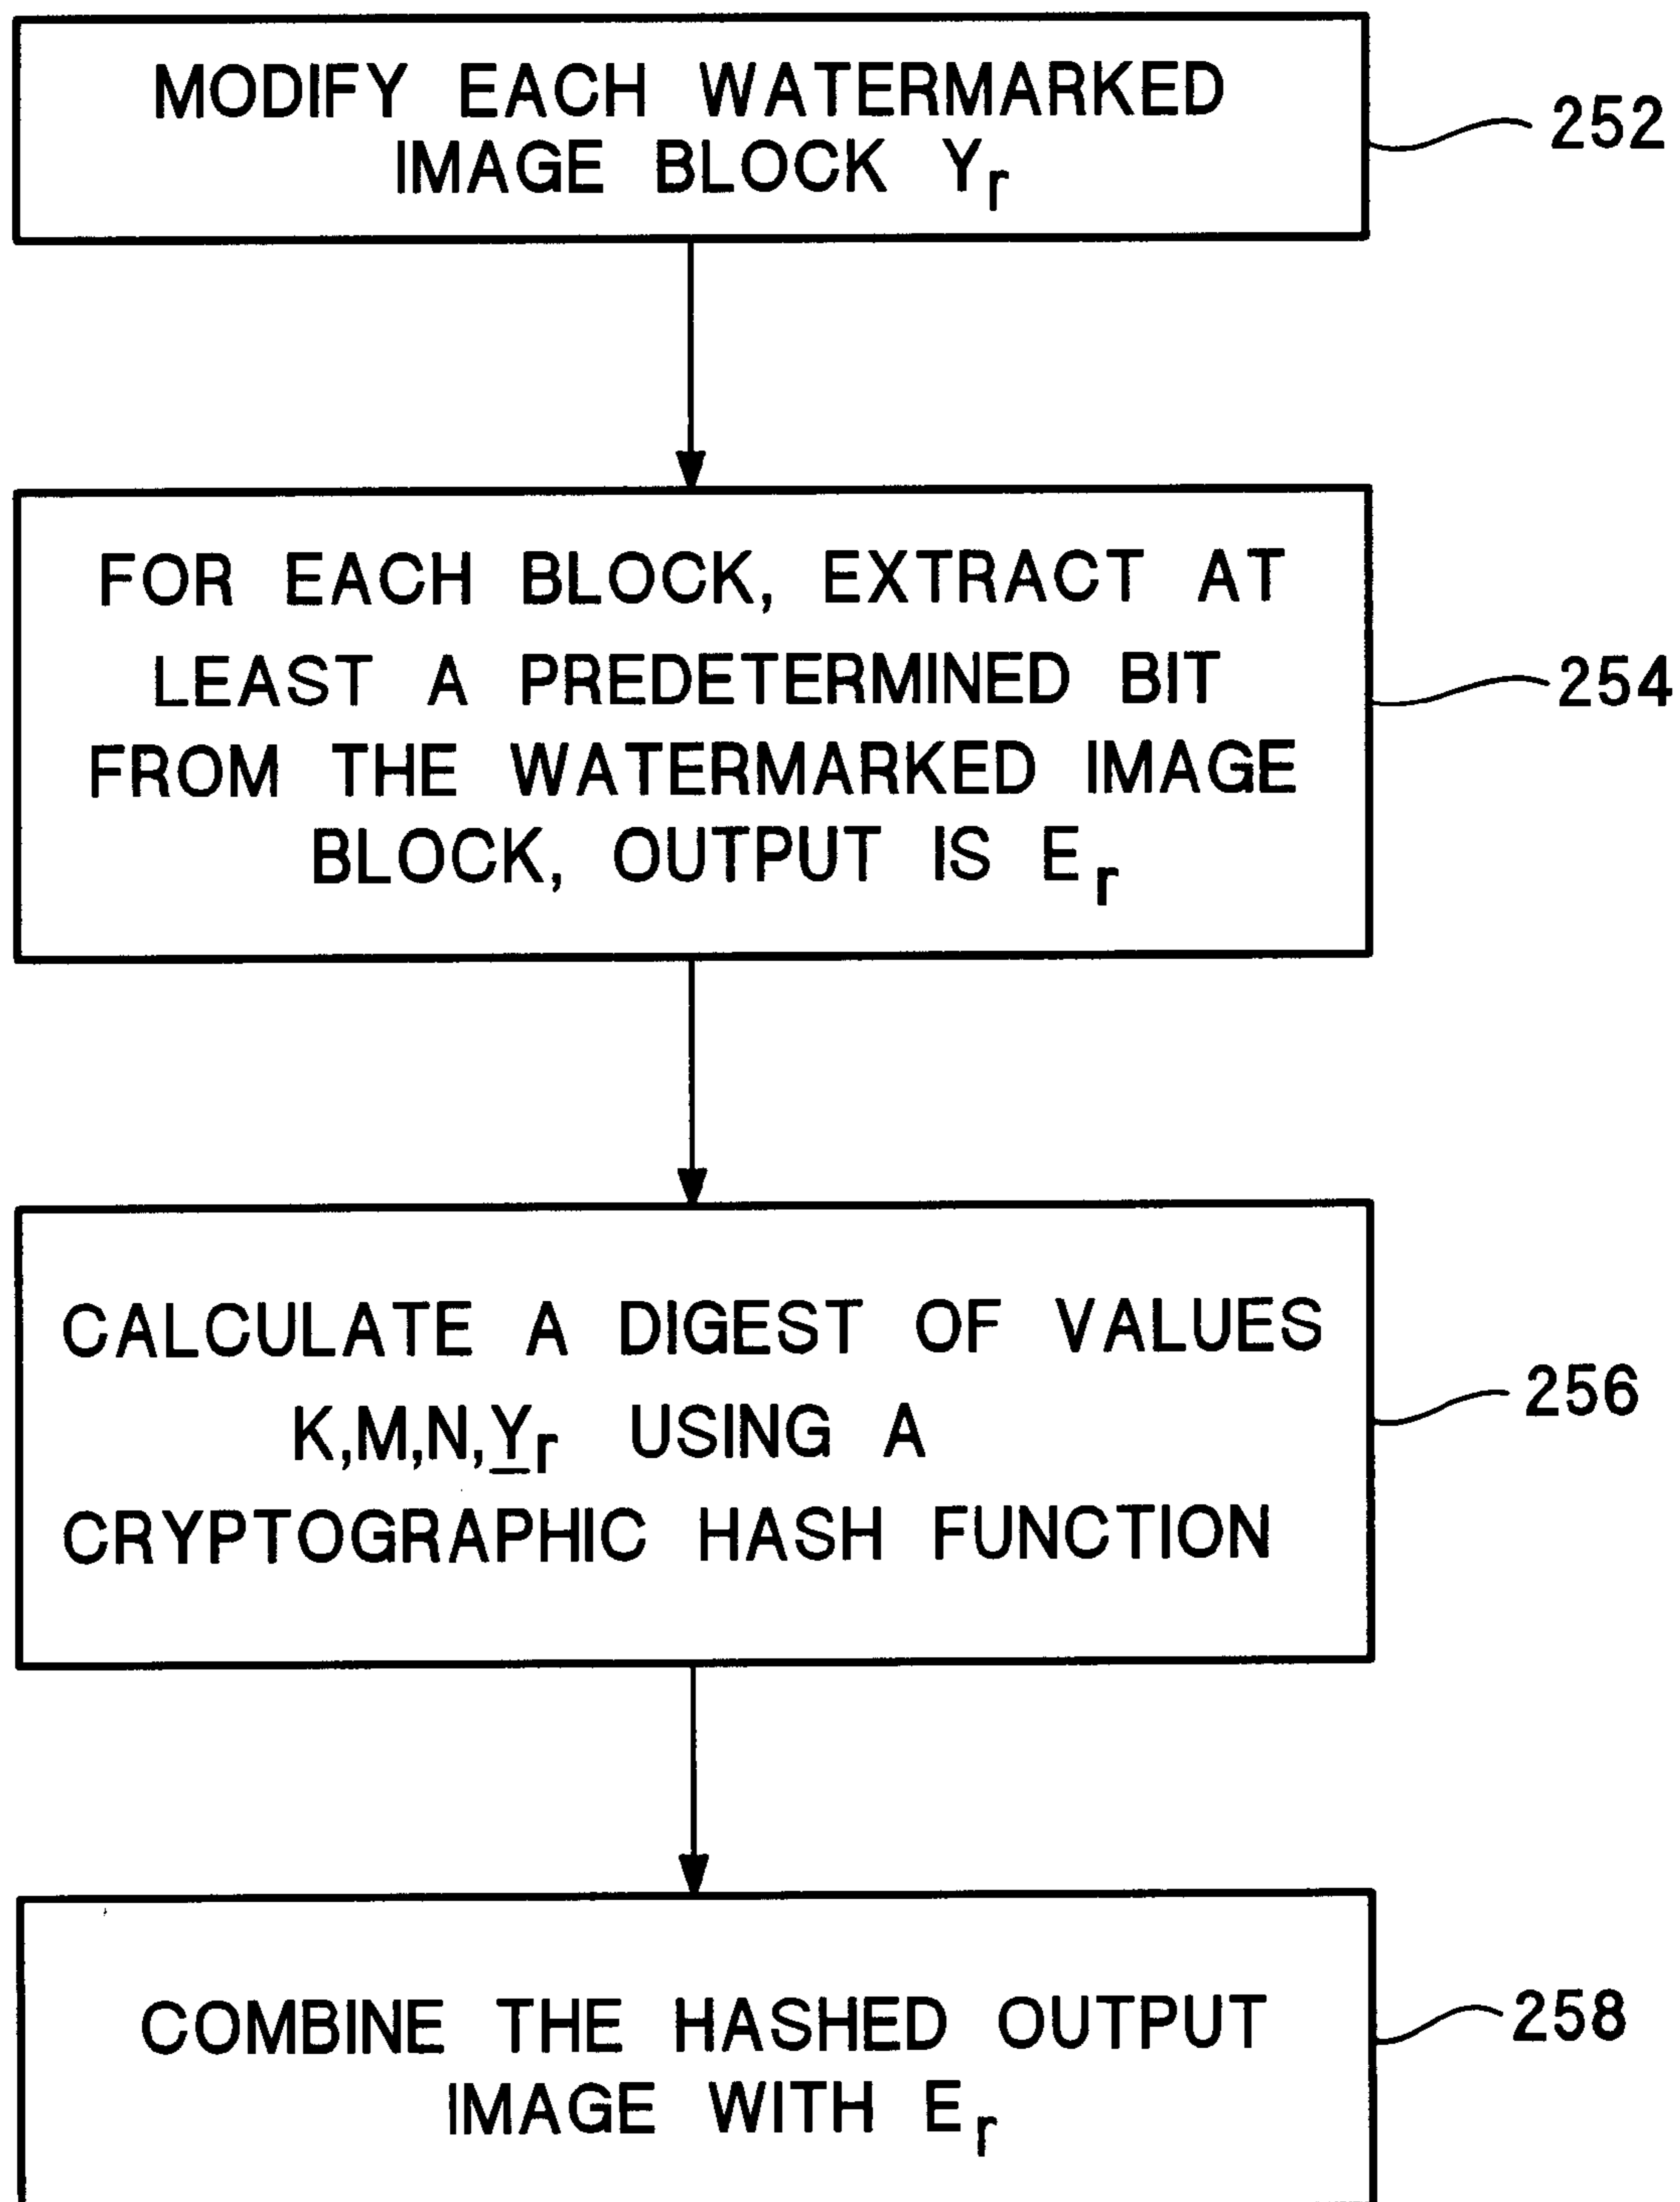 MODIFY EACH WATERMARKED
IMAGE BLOCK Yr
252
FOR EACH BLOCK, EXTRACT AT
LEAST A PREDETERMINED BIT
FROM THE WATERMARKED IMAGE
BLOCK, OUTPUT IS Er
254
CALCULATE A DIGEST OF VALUES
K,M,N,Y̲r USING A
CRYPTOGRAPHIC HASH FUNCTION
256
COMBINE THE HASHED OUTPUT
IMAGE WITH Er
258